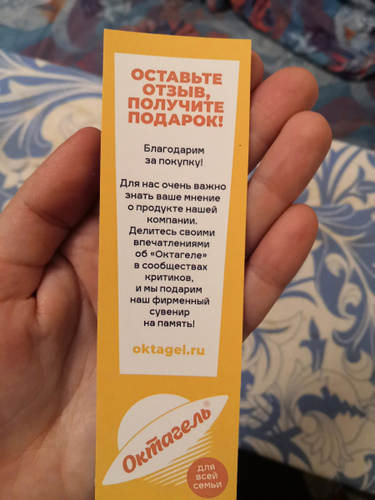 ОСТАВЬТЕ
ОТЗЫВ,
ПОЛУЧИТЕ
ПОДАРОК!
Благодарим
за покупку!
Для нас очень важно
знать ваше мнение
о продукте нашей
компании.
Делитесь своими
впечатлениями
об «Октагеле»
в сообществах
критиков,
и мы подарим
наш фирменный
сувенир
на память!
oktagel.ru
Октагель®
для
всей
семьи